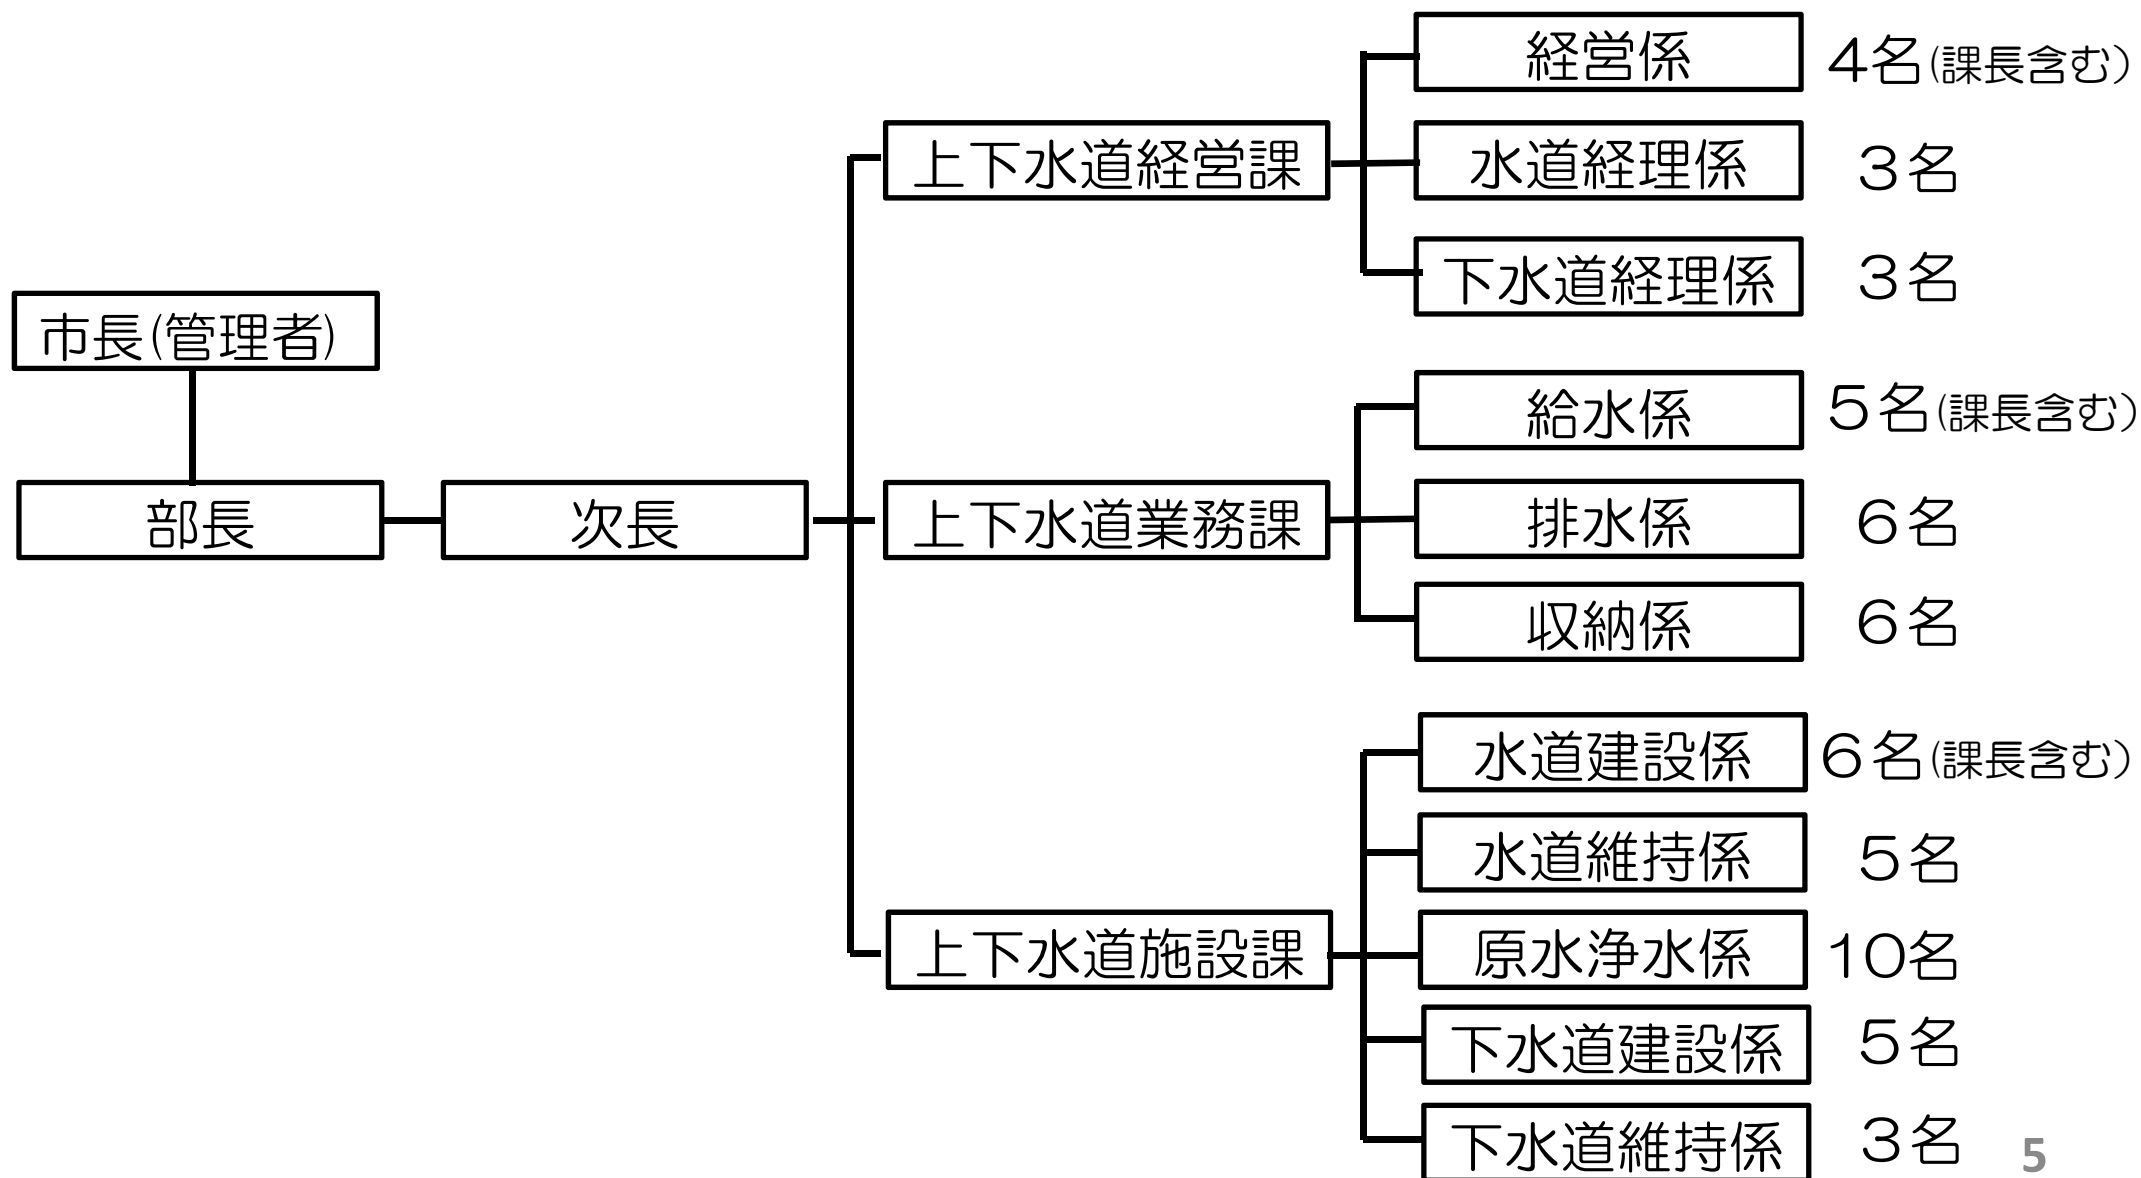 経営係 4名(課長含む)
上下水道経営課 水道経理係 3名
下水道経理係 3名
市長(管理者)
給水係 5名(課長含む)
部長 次長 上下水道業務課 排水係 6名
収納係 6名
水道建設係 6名(課長含む)
水道維持係 5名
上下水道施設課 原水浄水係 10名
下水道建設係 5名
下水道維持係 3名
5